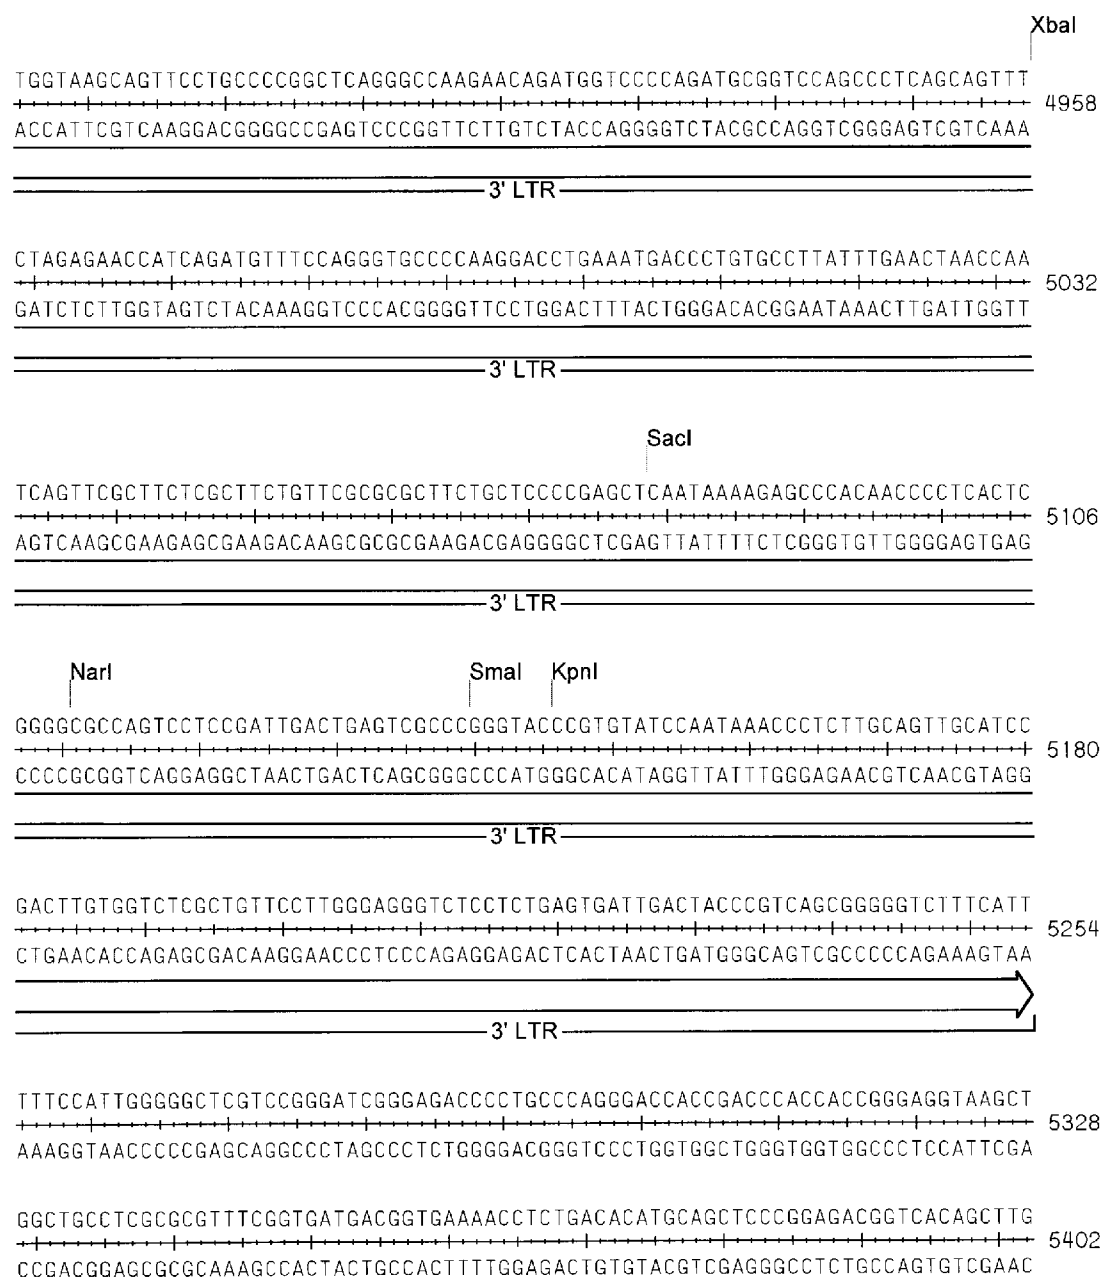 XbaI
TGGTAAGCAGTTCCTGCCCCGGCTCAGGGCCAAGAACAGATGGTCCCCAGATGCGGTCCAGCCCTCAGCAGTTT
4958
ACCATTCGTCAAGGACGGGGCCGAGTCCCGGTTCTTGTCTACCAGGGGTCTACGCCAGGTCGGGAGTCGTCAAA
3' LTR
CTAGAGAACCATCAGATGTTTCCAGGGTGCCCCAAGGACCTGAAATGACCCTGTGCCTTATTTGAACTAACCAA
5032
GATCTCTTGGTAGTCTACAAAGGTCCCACGGGGTTCCTGGACTTTACTGGGACACGGAATAAACTTGATTGGTT
3' LTR
SacI
TCAGTTCGCTTCTCGCTTCTGTTCGCGCGCTTCTGCTCCCCGAGCTCAATAAAAGAGCCCACAACCCCTCACTC
5106
AGTCAAGCGAAGAGCGAAGACAAGCGCGCGAAGACGAGGGGCTCGAGTTATTTTCTCGGGTGTTGGGGAGTGAG
3' LTR
NarI SmaI KpnI
GGGGCGCCAGTCCTCCGATTGACTGAGTCGCCCGGGTACCCGTGTATCCAATAAACCCTCTTGCAGTTGCATCC
5180
CCCCGCGGTCAGGAGGCTAACTGACTCAGCGGGCCCATGGGCACATAGGTTATTTGGGAGAACGTCAACGTAGG
3' LTR
GACTTGTGGTCTCGCTGTTCCTTGGGAGGGTCTCCTCTGAGTGATTGACTACCCGTCAGCGGGGGTCTTTCATT
5254
CTGAACACCAGAGCGACAAGGAACCCTCCCAGAGGAGACTCACTAACTGATGGGCAGTCGCCCCCAGAAAGTAA
3' LTR
TTTCCATTGGGGGCTCGTCCGGGATCGGGAGACCCCTGCCCAGGGACCACCGACCCACCACCGGGAGGTAAGCT
5328
AAAGGTAACCCCCGAGCAGGCCCTAGCCCTCTGGGGACGGGTCCCTGGTGGCTGGGTGGTGGCCCTCCATTCGA
GGCTGCCTCGCGCGTTTCGGTGATGACGGTGAAAACCTCTGACACATGCAGCTCCCGGAGACGGTCACAGCTTG
5402
CCGACGGAGCGCGCAAAGCCACTACTGCCACTTTTGGAGACTGTGTACGTCGAGGGCCTCTGCCAGTGTCGAAC